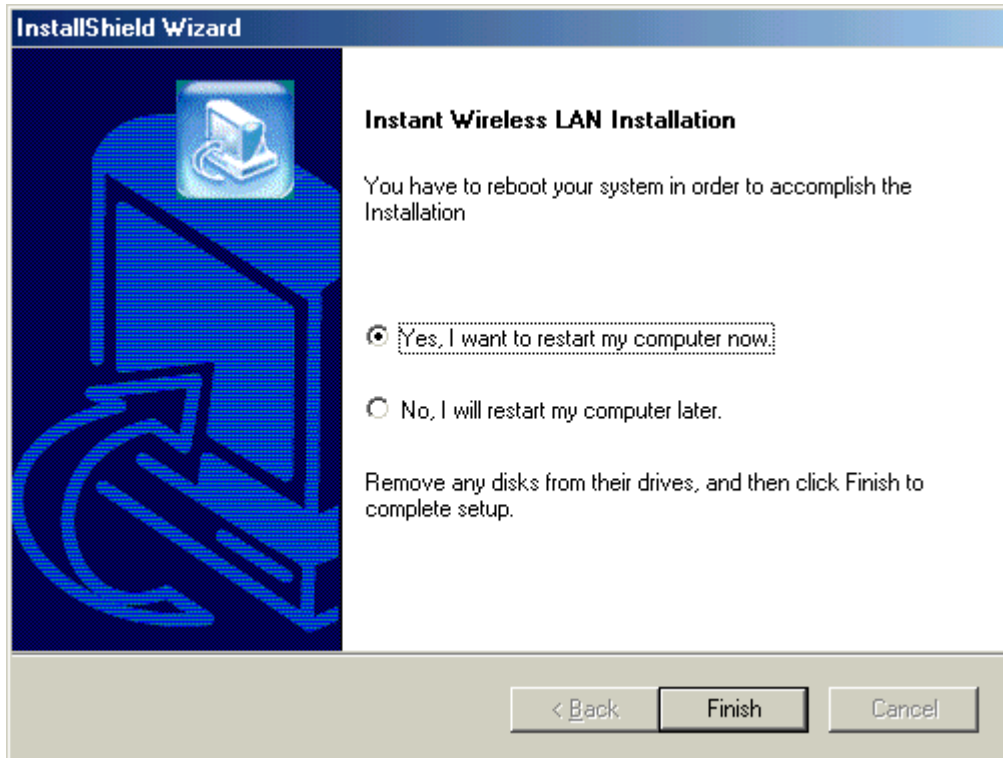 InstallShield Wizard
Instant Wireless LAN Installation
You have to reboot your system in order to accomplish the
Installation
Yes, I want to restart my computer now.
No, I will restart my computer later.
Remove any disks from their drives, and then click Finish to
complete setup.
< Back
Finish
Cancel